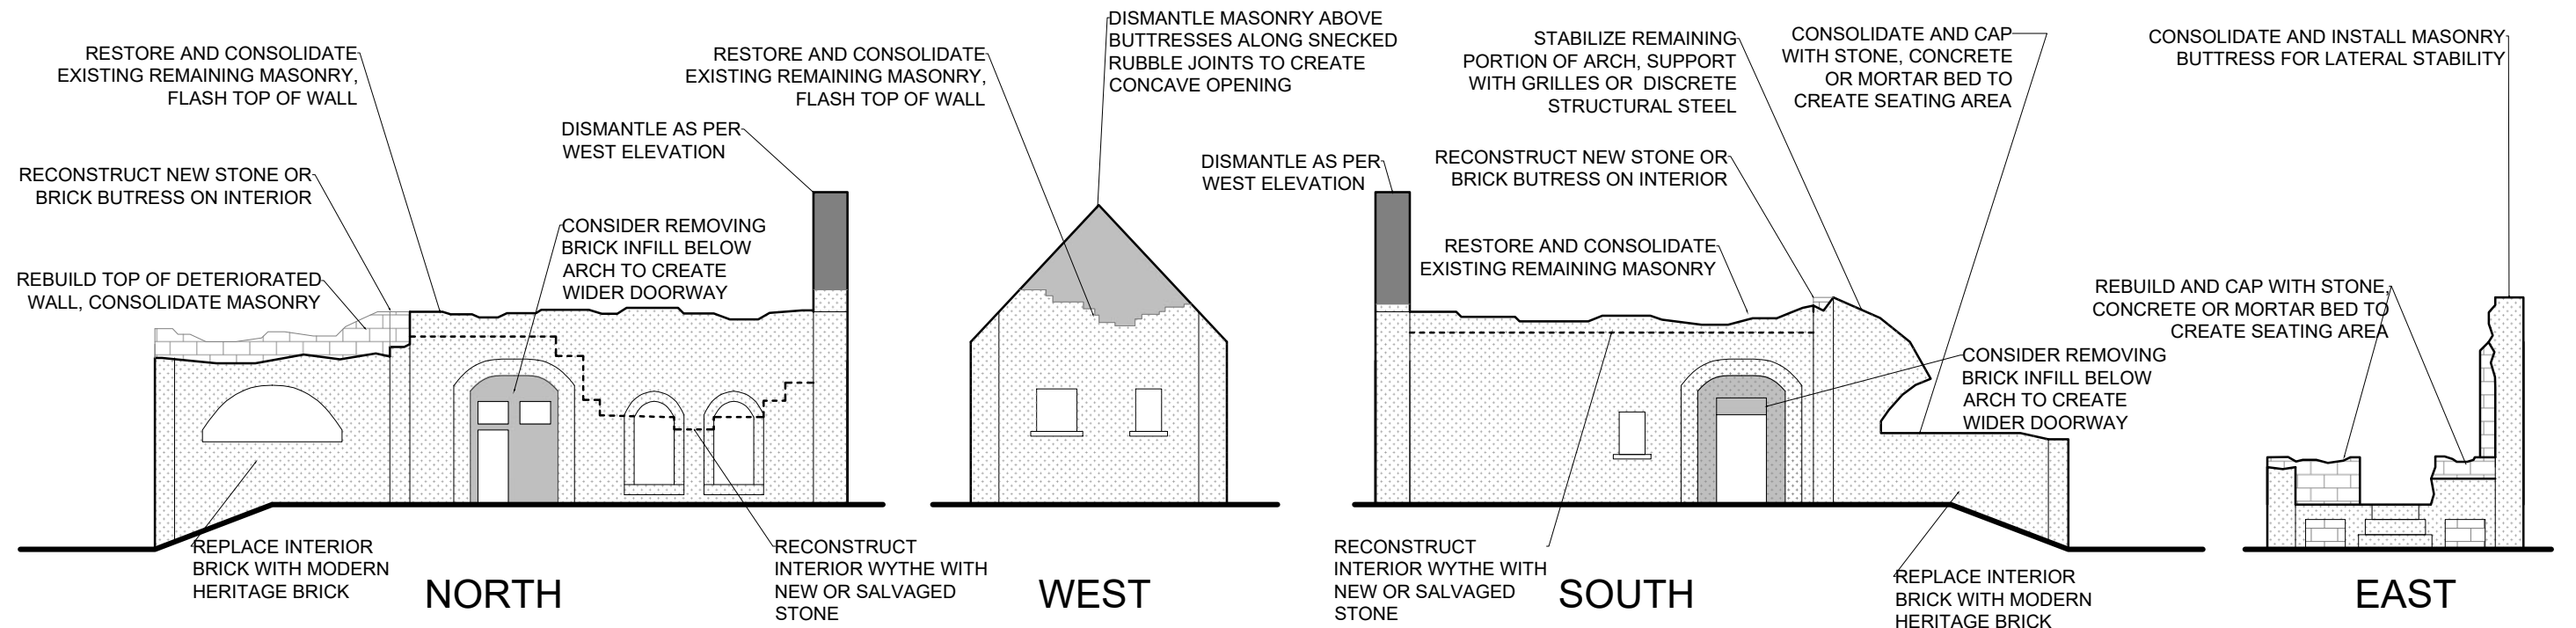 RESTORE AND CONSOLIDATE
EXISTING REMAINING MASONRY,
FLASH TOP OF WALL
RECONSTRUCT NEW STONE OR
BRICK BUTRESS ON INTERIOR
REBUILD TOP OF DETERIORATED
WALL, CONSOLIDATE MASONRY
DISMANTLE AS PER
WEST ELEVATION
CONSIDER REMOVING
BRICK INFILL BELOW
ARCH TO CREATE
WIDER DOORWAY
REPLACE INTERIOR
BRICK WITH MODERN
HERITAGE BRICK
RECONSTRUCT
INTERIOR WYTHE WITH
NEW OR SALVAGED
STONE
NORTH
RESTORE AND CONSOLIDATE
EXISTING REMAINING MASONRY,
FLASH TOP OF WALL
DISMANTLE MASONRY ABOVE
BUTTRESSES ALONG SNECKED
RUBBLE JOINTS TO CREATE
CONCAVE OPENING
WEST
DISMANTLE AS PER
WEST ELEVATION
STABILIZE REMAINING
PORTION OF ARCH, SUPPORT
WITH GRILLES OR DISCRETE
STRUCTURAL STEEL
RECONSTRUCT NEW STONE OR
BRICK BUTRESS ON INTERIOR
RESTORE AND CONSOLIDATE
EXISTING REMAINING MASONRY
CONSOLIDATE AND CAP
WITH STONE, CONCRETE
OR MORTAR BED TO
CREATE SEATING AREA
CONSIDER REMOVING
BRICK INFILL BELOW
ARCH TO CREATE
WIDER DOORWAY
RECONSTRUCT
INTERIOR WYTHE WITH
NEW OR SALVAGED
STONE
REPLACE INTERIOR
BRICK WITH MODERN
HERITAGE BRICK
SOUTH
CONSOLIDATE AND INSTALL MASONRY
BUTTRESS FOR LATERAL STABILITY
REBUILD AND CAP WITH STONE,
CONCRETE OR MORTAR BED TO
CREATE SEATING AREA
EAST